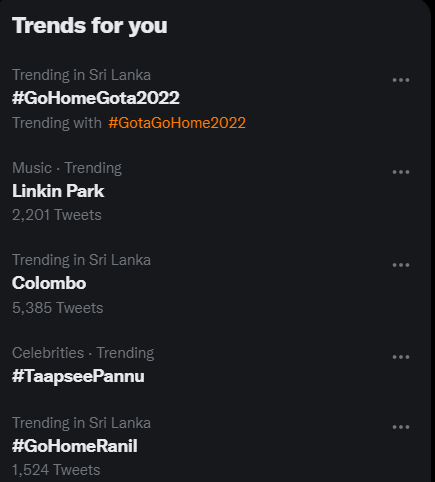 Trends for you
Trending in Sri Lanka
#GoHomeGota2022
Trending with #GotaGoHome2022
Music · Trending
Linkin Park
2,201 Tweets
Trending in Sri Lanka
Colombo
5,385 Tweets
Celebrities · Trending
#TaapseePannu
Trending in Sri Lanka
#GoHomeRanil
1,524 Tweets